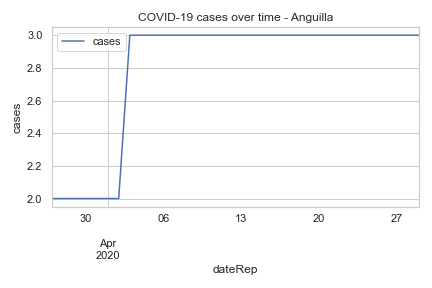 COVID-19 cases over time - Anguilla
cases
3.0
2.8
2.6
2.4
2.2
2.0
cases
30 06 13 20 27
Apr
2020
dateRep